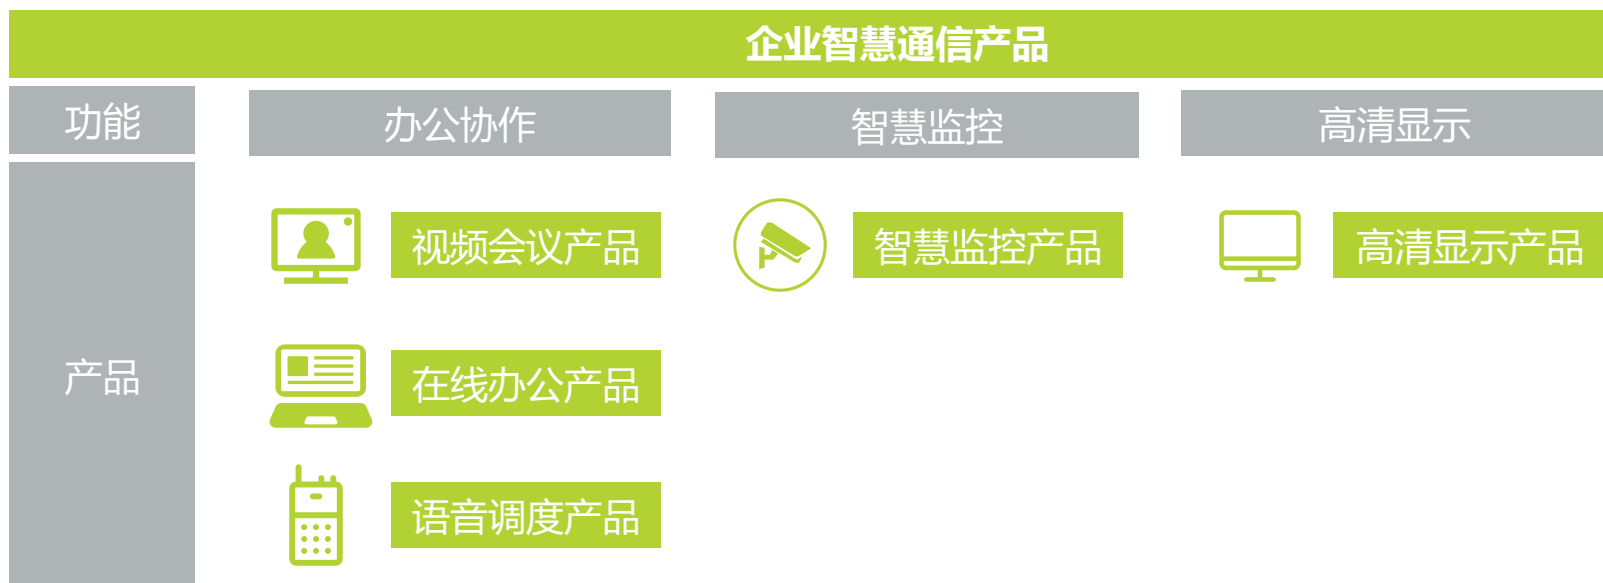 企业智慧通信产品
功能
办公协作
智慧监控
高清显示
产品
视频会议产品
智慧监控产品
高清显示产品
在线办公产品
语音调度产品